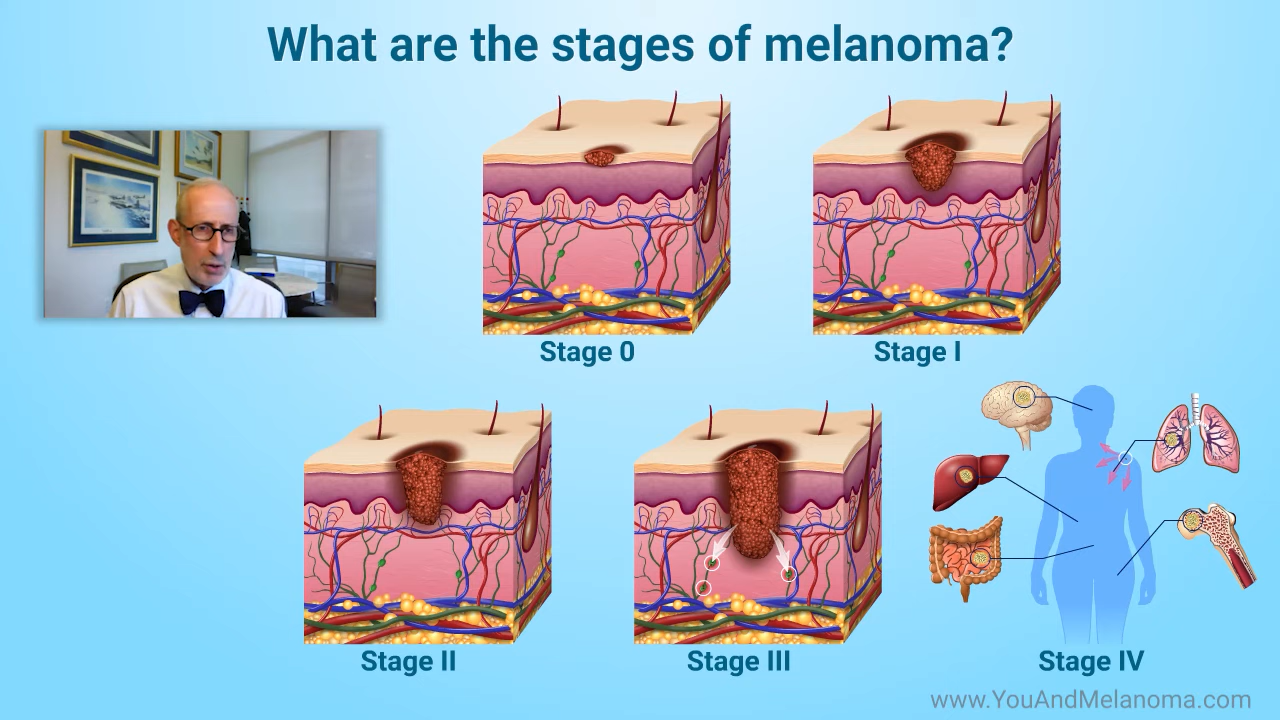 What are the stages of melanoma?
Stage 0
Stage I
Stage II
Stage III
Stage IV
www.YouAndMelanoma.com